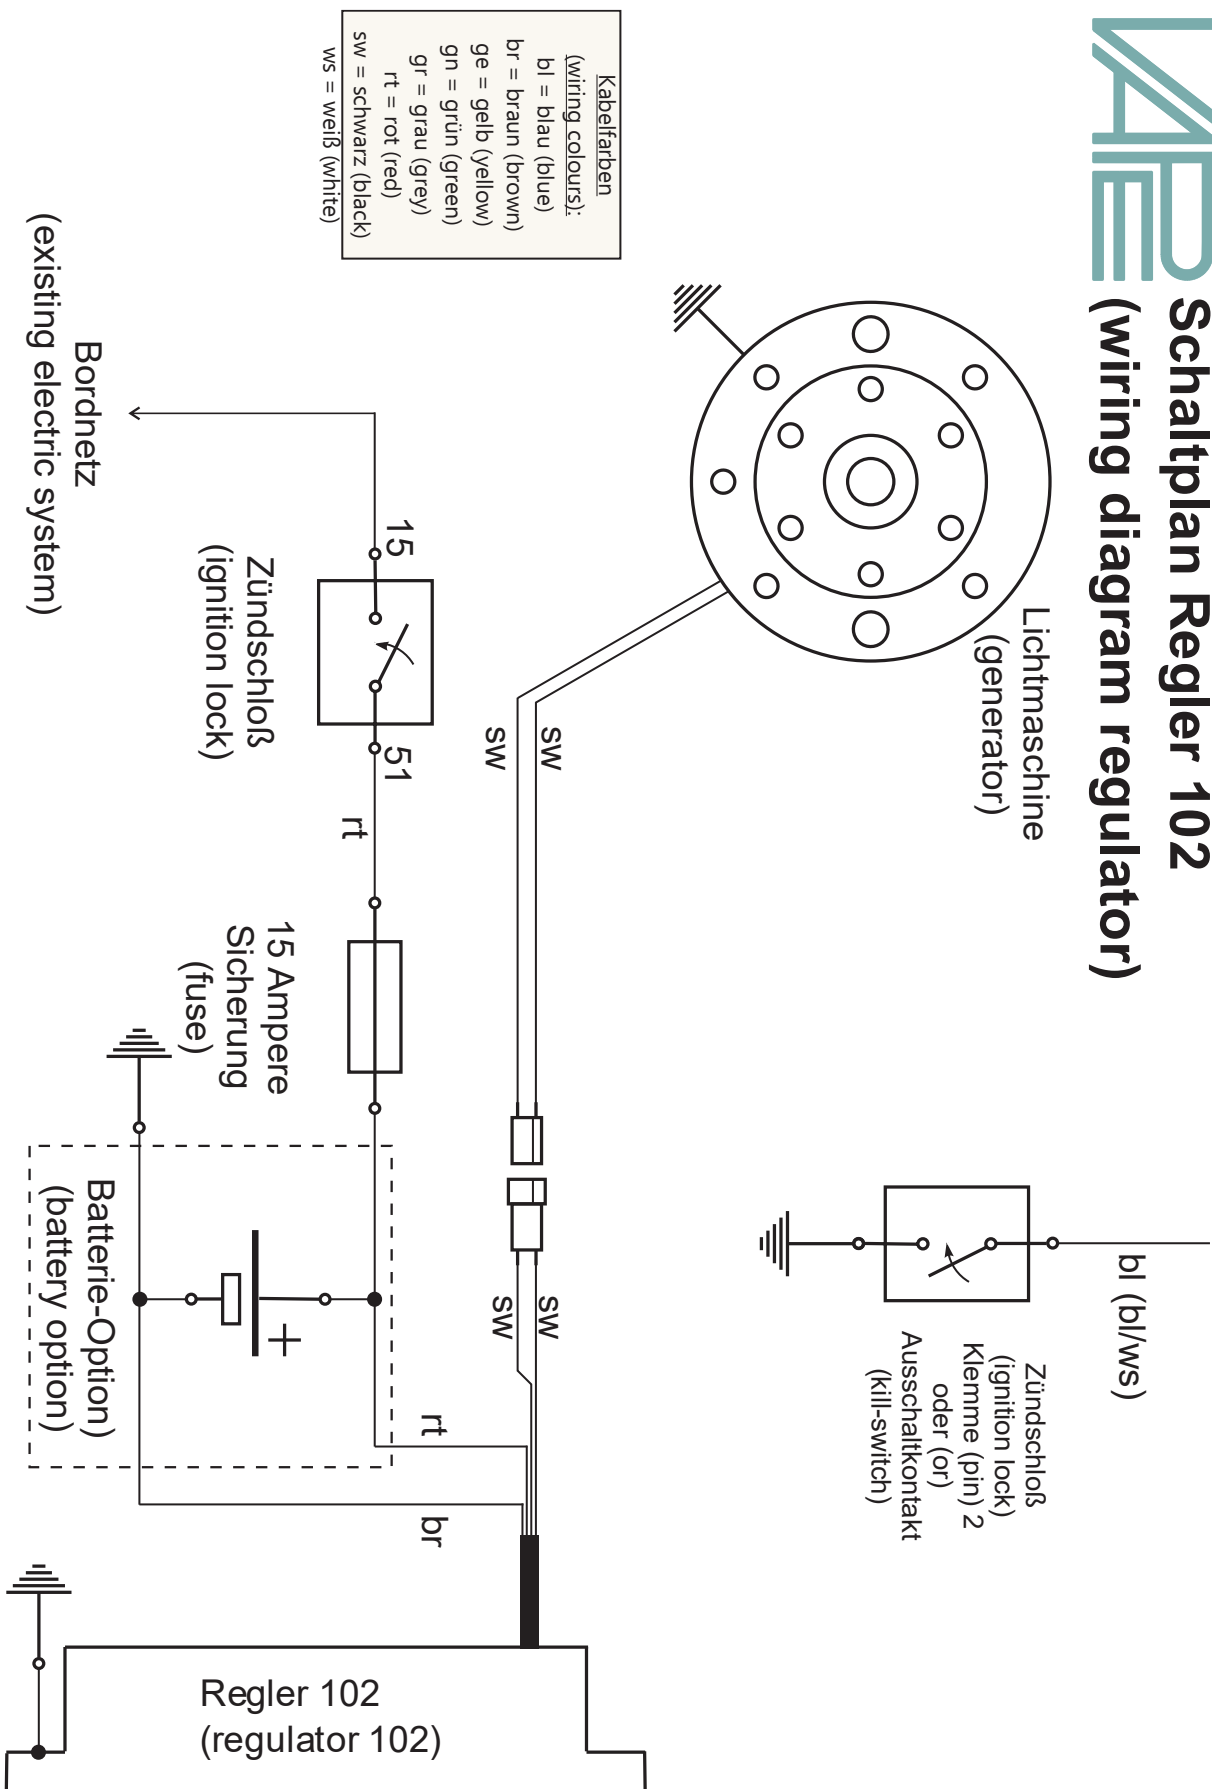 VAPE
Schaltplan Regler 102
(wiring diagram regulator)
Kabelfarben
(wiring colours):
bl = blau (blue)
br = braun (brown)
ge = gelb (yellow)
gn = grün (green)
gr = grau (grey)
rt = rot (red)
sw = schwarz (black)
ws = weiß (white)
Lichtmaschine
(generator)
sw
sw
sw
sw
bl (bl/ws)
Zündschloß
(ignition lock)
Klemme (pin) 2
oder (or)
Ausschaltkontakt
(kill-switch)
15
51
Zündschloß
(ignition lock)
Bordnetz
(existing electric system)
rt
15 Ampere
Sicherung
(fuse)
+
Batterie-Option)
(battery option)
rt
br
Regler 102
(regulator 102)